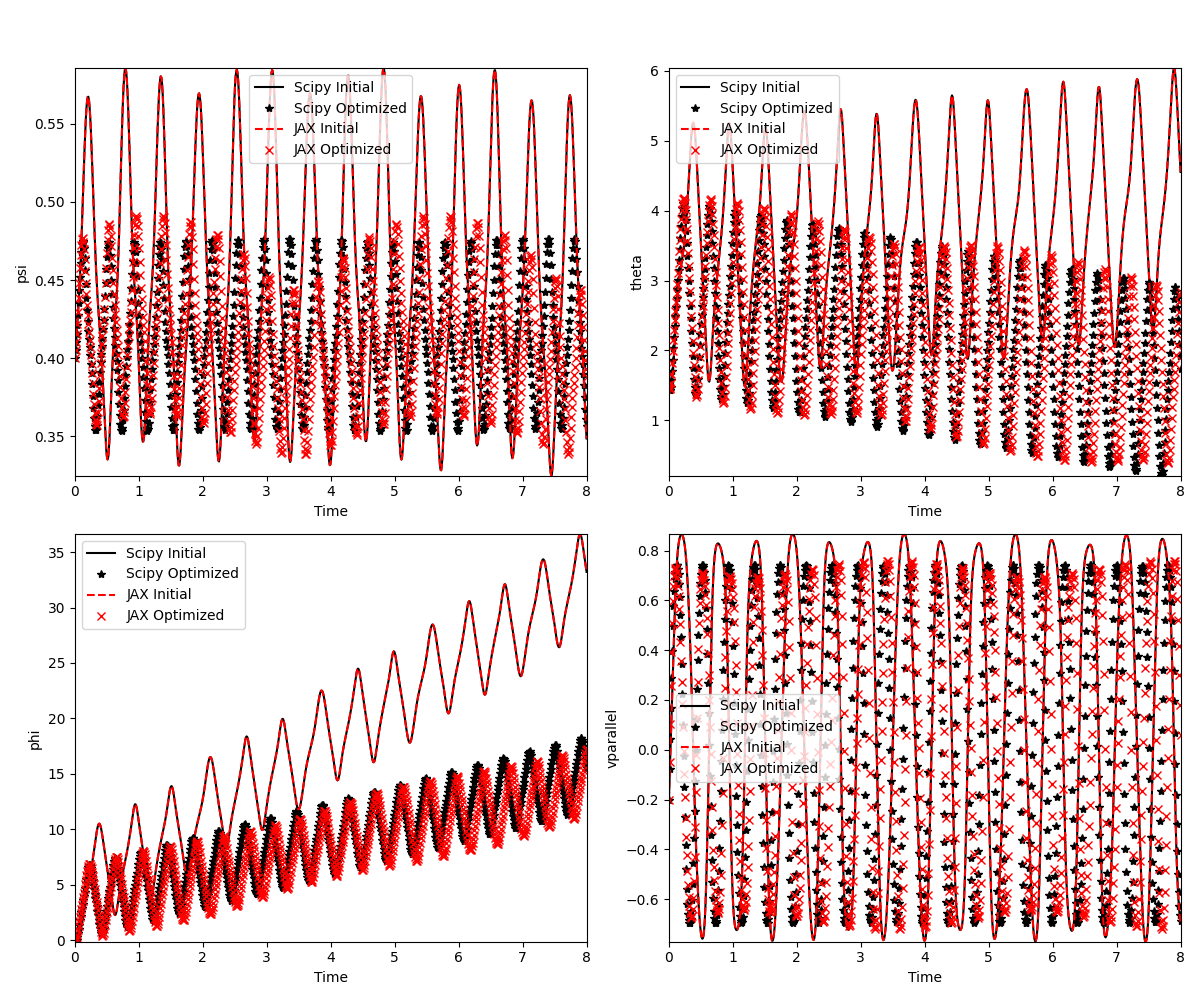 Scipy Initial
Scipy Optimized
JAX Initial
JAX Optimized
psi
0.55
0.50
0.45
0.40
0.35
0 1 2 3 4 5 6 7 8
Time
Scipy Initial
Scipy Optimized
JAX Initial
JAX Optimized
theta
6
5
4
3
2
1
0 1 2 3 4 5 6 7 8
Time
Scipy Initial
Scipy Optimized
JAX Initial
JAX Optimized
phi
35
30
25
20
15
10
5
0
0 1 2 3 4 5 6 7 8
Time
Scipy Initial
Scipy Optimized
JAX Initial
JAX Optimized
vparallel
0.8
0.6
0.4
0.2
0.0
−0.2
−0.4
−0.6
0 1 2 3 4 5 6 7 8
Time